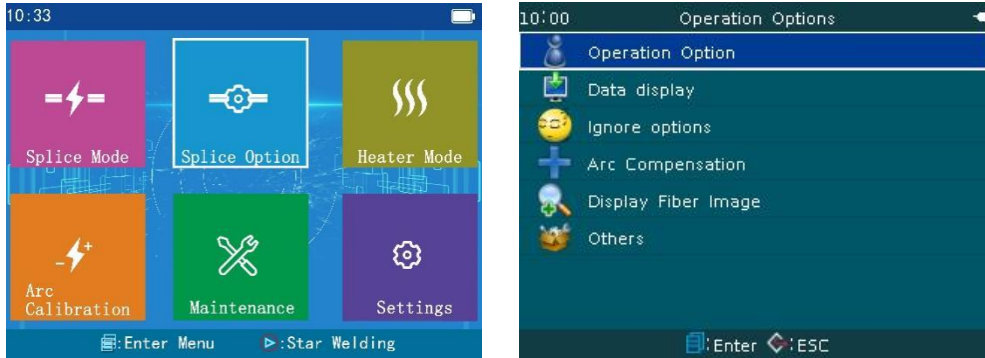 10:33
Splice Mode
Splice Option
Heater Mode
Arc
Calibration
Maintenance
Settings
:Enter Menu :Star Welding
10:00 Operation Options
Operation Option
Data display
Ignore options
Arc Compensation
Display Fiber Image
Others
:Enter :ESC